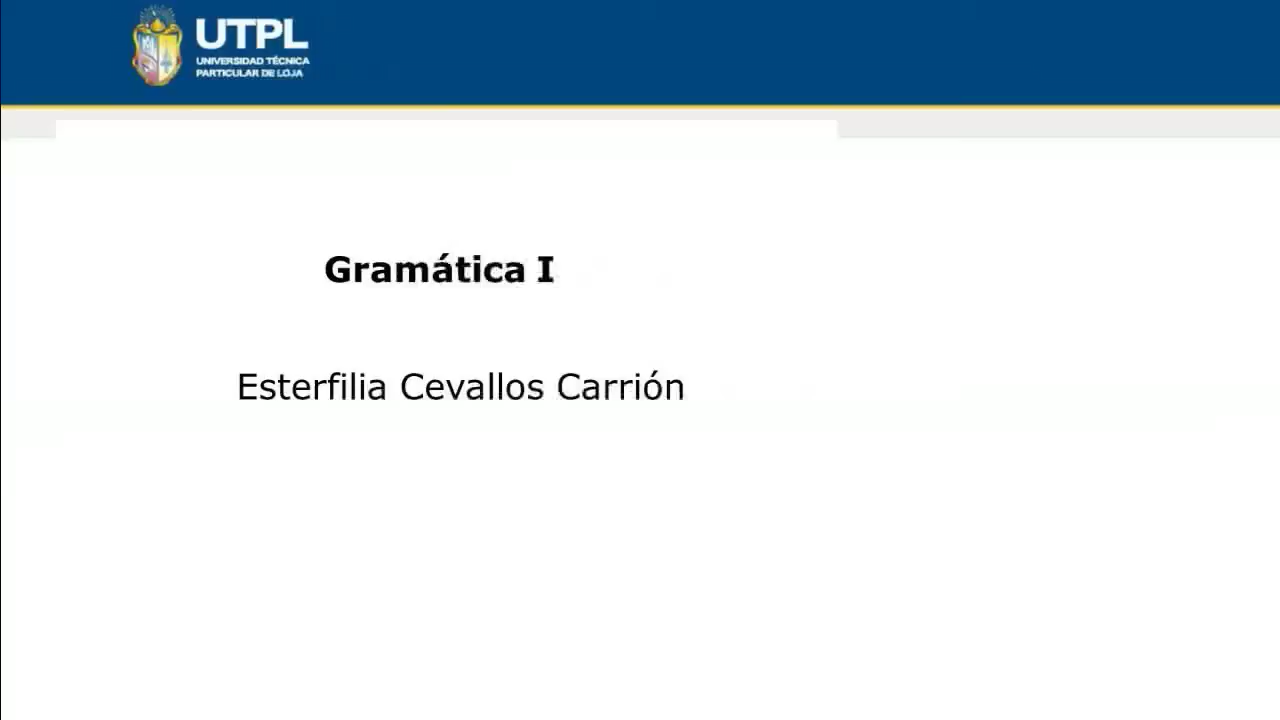 UTPL
UNIVERSIDAD TÉCNICA
PARTICULAR DE LOJA
Gramática I
Esterfilia Cevallos Carrión